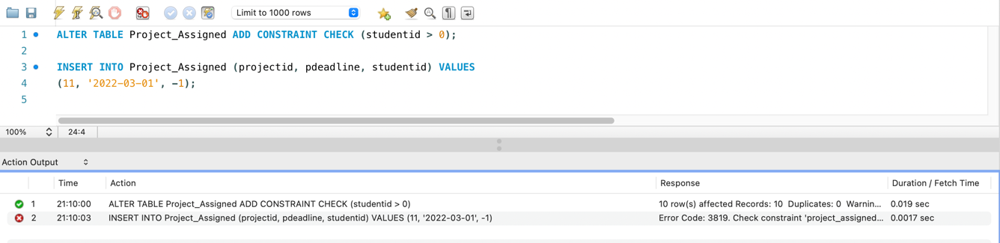 Limit to 1000 rows
1 ALTER TABLE Project_Assigned ADD CONSTRAINT CHECK (studentid > 0);
2
3 INSERT INTO Project_Assigned (projectid, pdeadline, studentid) VALUES
4 (11, '2022-03-01', -1);
5
100% 24:4
Action Output
Time Action Response Duration / Fetch Time
1 21:10:00 ALTER TABLE Project_Assigned ADD CONSTRAINT CHECK (studentid > 0) 10 row(s) affected Records: 10 Duplicates: 0 Warnin... 0.019 sec
2 21:10:03 INSERT INTO Project_Assigned (projectid, pdeadline, studentid) VALUES (11, '2022-03-01', -1) Error Code: 3819. Check constraint 'project_assigned... 0.0017 sec